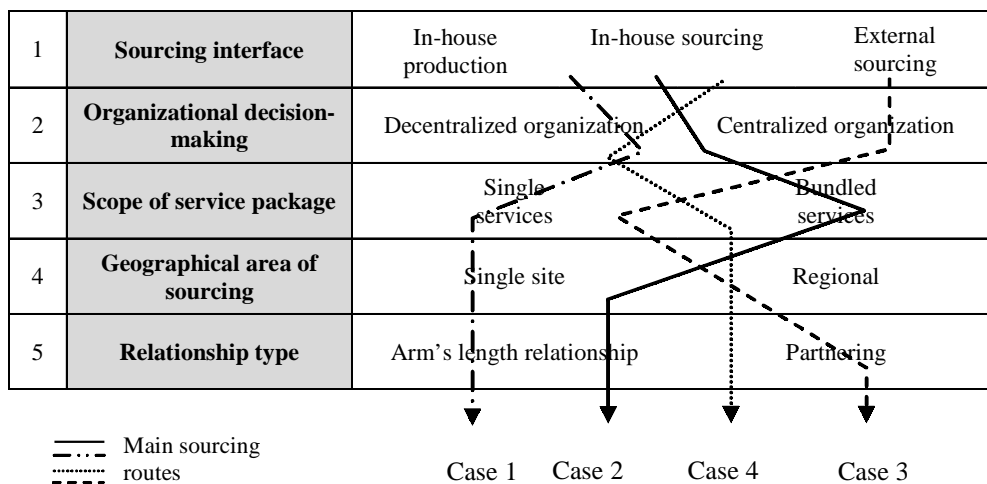 1
Sourcing interface
In-house
production
In-house sourcing
External
sourcing
2
Organizational decision-
making
Decentralized organization
Centralized organization
3
Scope of service package
Single
services
Bundled
services
4
Geographical area of
sourcing
Single site
Regional
5
Relationship type
Arm's length relationship
Partnering
Main sourcing
routes
Case 1
Case 2
Case 4
Case 3